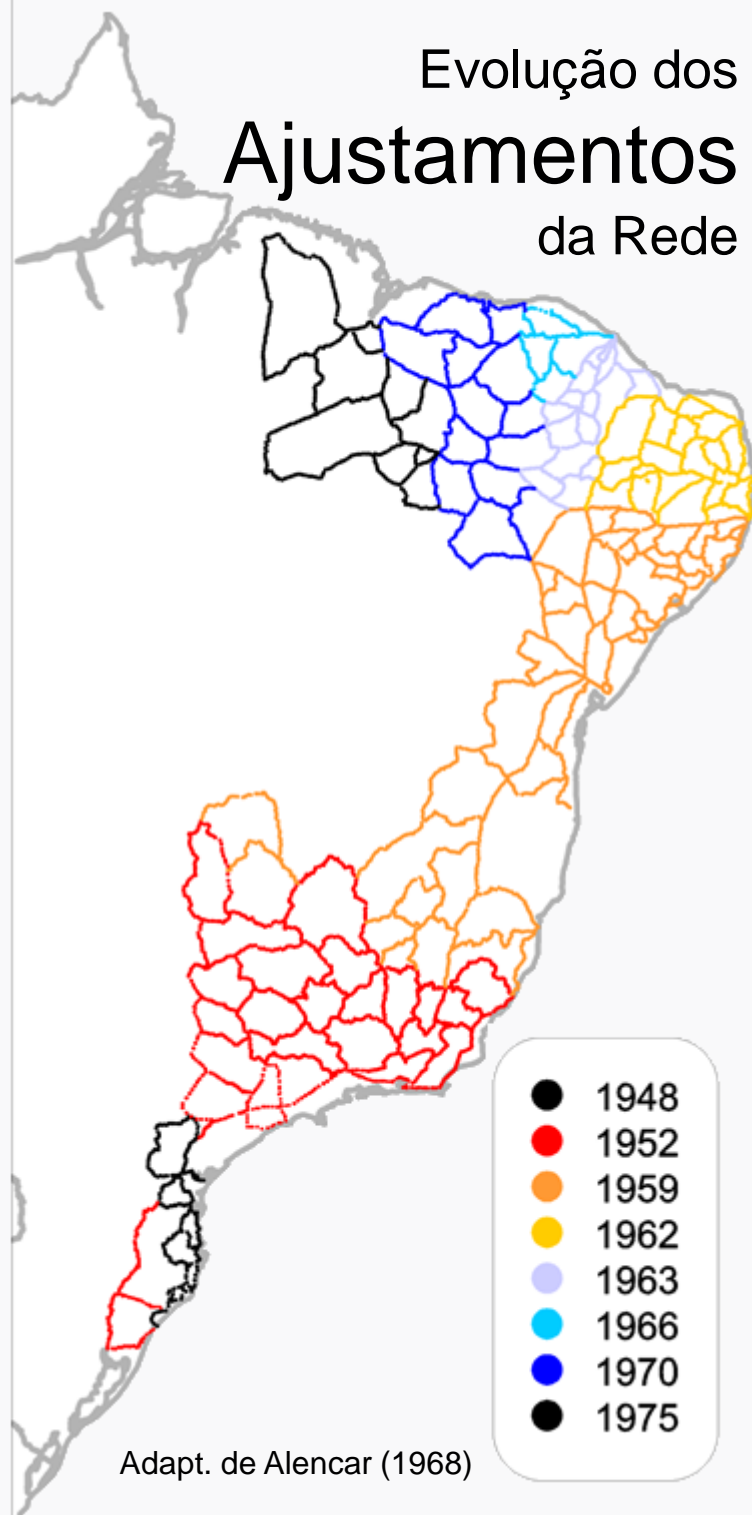 Evolução dos
Ajustamentos
da Rede
1948
1952
1959
1962
1963
1966
1970
1975
Adapt. de Alencar (1968)